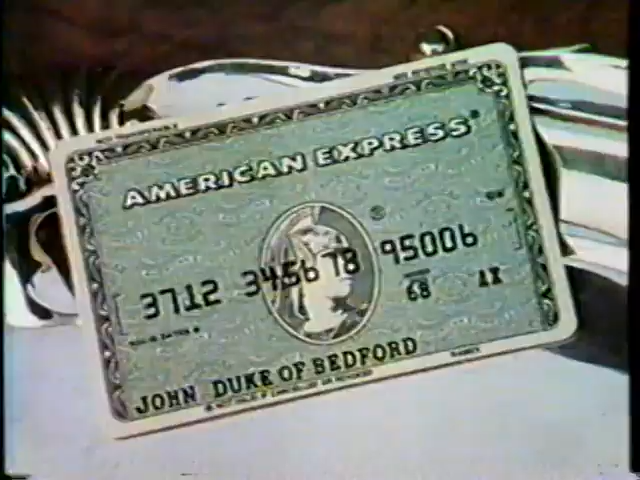 AMERICAN EXPRESS
3712 345678 95006
68 AX
JOHN DUKE OF BEDFORD